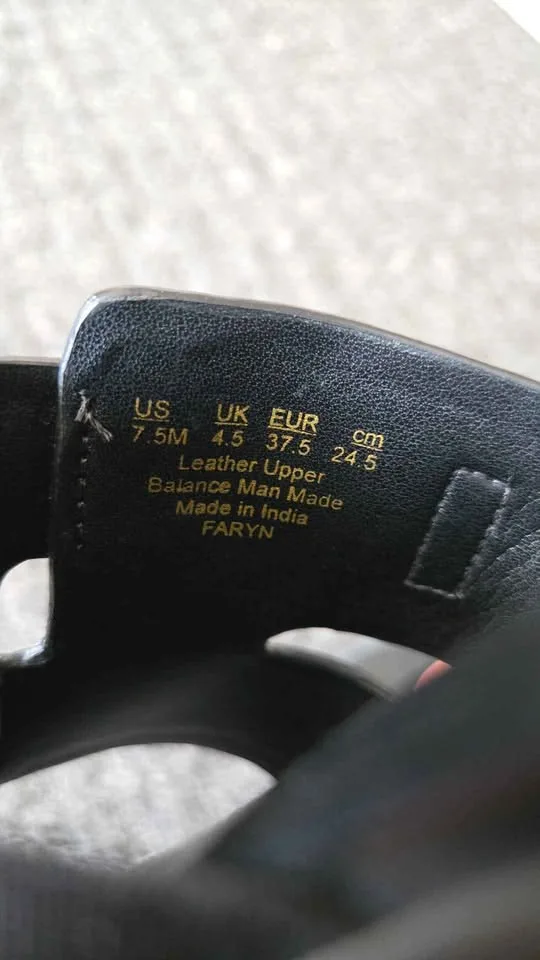 US UK EUR cm
7.5M 4.5 37.5 24.5
Leather Upper
Balance Man Made
Made in India
FARYN